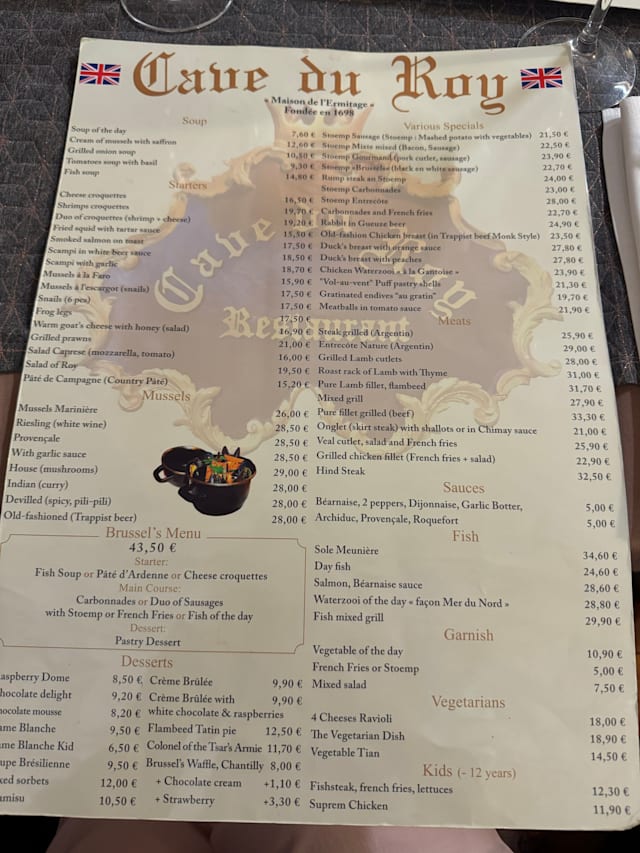 Cave du Roy
« Maison de l'Ermitage »
Fondée en 1698
Soup
Soup of the day 7,60 €
Cream of mussels with saffron 12,60 €
Grilled onion soup 10,50 €
Tomatoes soup with basil 9,30 €
Fish soup 14,80 €
Starters
Cheese croquettes 16,50 €
Shrimps croquettes 19,70 €
Duo of croquettes (shrimp + cheese) 19,20 €
Fried squid with tartar sauce 15,50 €
Smoked salmon on toast 17,50 €
Scampi in white beer sauce 18,50 €
Scampi with garlic 18,70 €
Mussels à la Faro 15,90 €
Mussels à l'escargot (snails) 17,50 €
Snails (6 pcs) 17,50 €
Frog legs 17,50 €
Warm goat's cheese with honey (salad) 16,90 €
Grilled prawns 21,00 €
Salad Caprese (mozzarella, tomato) 16,00 €
Salad of Roy 19,50 €
Pâté de Campagne (Country Pâté) 15,20 €
Mussels
Mussels Marinière 26,00 €
Riesling (white wine) 28,50 €
Provençale 28,50 €
With garlic sauce 28,50 €
House (mushrooms) 29,00 €
Indian (curry) 28,00 €
Devilled (spicy, pili-pili) 28,00 €
Old-fashioned (Trappist beer) 28,00 €
Brussel's Menu
43,50 €
Starter:
Fish Soup or Pâté d'Ardenne or Cheese croquettes
Main Course:
Carbonnades or Duo of Sausages
with Stoemp or French Fries or Fish of the day
Dessert:
Pastry Dessert
Desserts
aspberry Dome 8,50 €
hocolate delight 9,20 €
hocolate mousse 8,20 €
ame Blanche 9,50 €
ame Blanche Kid 6,50 €
upe Brésilienne 9,50 €
xed sorbets 12,00 €
amisu 10,50 €
Crème Brûlée 9,90 €
Crème Brûlée with 9,90 €
white chocolate & raspberries
Flambeed Tatin pie 12,50 €
Colonel of the Tsar's Armie 11,70 €
Brussel's Waffle, Chantilly 8,00 €
+ Chocolate cream +1,10 €
+ Strawberry +3,30 €
Various Specials
Stoemp Sausage (Stoemp : Mashed potato with vegetables) 21,50 €
Stoemp Mixte mixed (Bacon, Sausage) 22,50 €
Stoemp Gourmand (pork cutlet, sausage) 23,90 €
Stoemp »Bruselse» (black en white sausage) 22,70 €
Rump steak an Stoemp 24,00 €
Stoemp Carbonnades 23,00 €
Stoemp Entrecôte 28,00 €
Carbonnades and French fries 22,70 €
Rabbit in Gueuze beer 24,90 €
Old-fashion Chicken breast (in Trappist beef Monk Style) 23,50 €
Duck's breast with orange sauce 27,80 €
Duck's breast with peaches 27,80 €
Chicken Waterzooi « à la Gantoise » 23,90 €
"Vol-au-vent" Puff pastry shells 21,30 €
Gratinated endives "au gratin" 19,70 €
Meatballs in tomato sauce 21,90 €
Meats
Steak grilled (Argentin) 25,90 €
Entrecôte Nature (Argentin) 29,00 €
Grilled Lamb cutlets 28,00 €
Roast rack of Lamb with Thyme 31,00 €
Pure Lamb fillet, flambeed 31,70 €
Mixed grill 27,90 €
Pure fillet grilled (beef) 33,30 €
Onglet (skirt steak) with shallots or in Chimay sauce 21,00 €
Veal cutlet, salad and French fries 25,90 €
Grilled chicken fillet (French fries + salad) 22,90 €
Hind Steak 32,50 €
Sauces
Béarnaise, 2 peppers, Dijonnaise, Garlic Botter, 5,00 €
Archiduc, Provençale, Roquefort 5,00 €
Fish
Sole Meunière 34,60 €
Day fish 24,60 €
Salmon, Béarnaise sauce 28,60 €
Waterzooi of the day « façon Mer du Nord » 28,80 €
Fish mixed grill 29,90 €
Garnish
Vegetable of the day 10,90 €
French Fries or Stoemp 5,00 €
Mixed salad 7,50 €
Vegetarians
4 Cheeses Ravioli 18,00 €
The Vegetarian Dish 18,90 €
Vegetable Tian 14,50 €
Kids (- 12 years)
Fishsteak, french fries, lettuces 12,30 €
Suprem Chicken 11,90 €